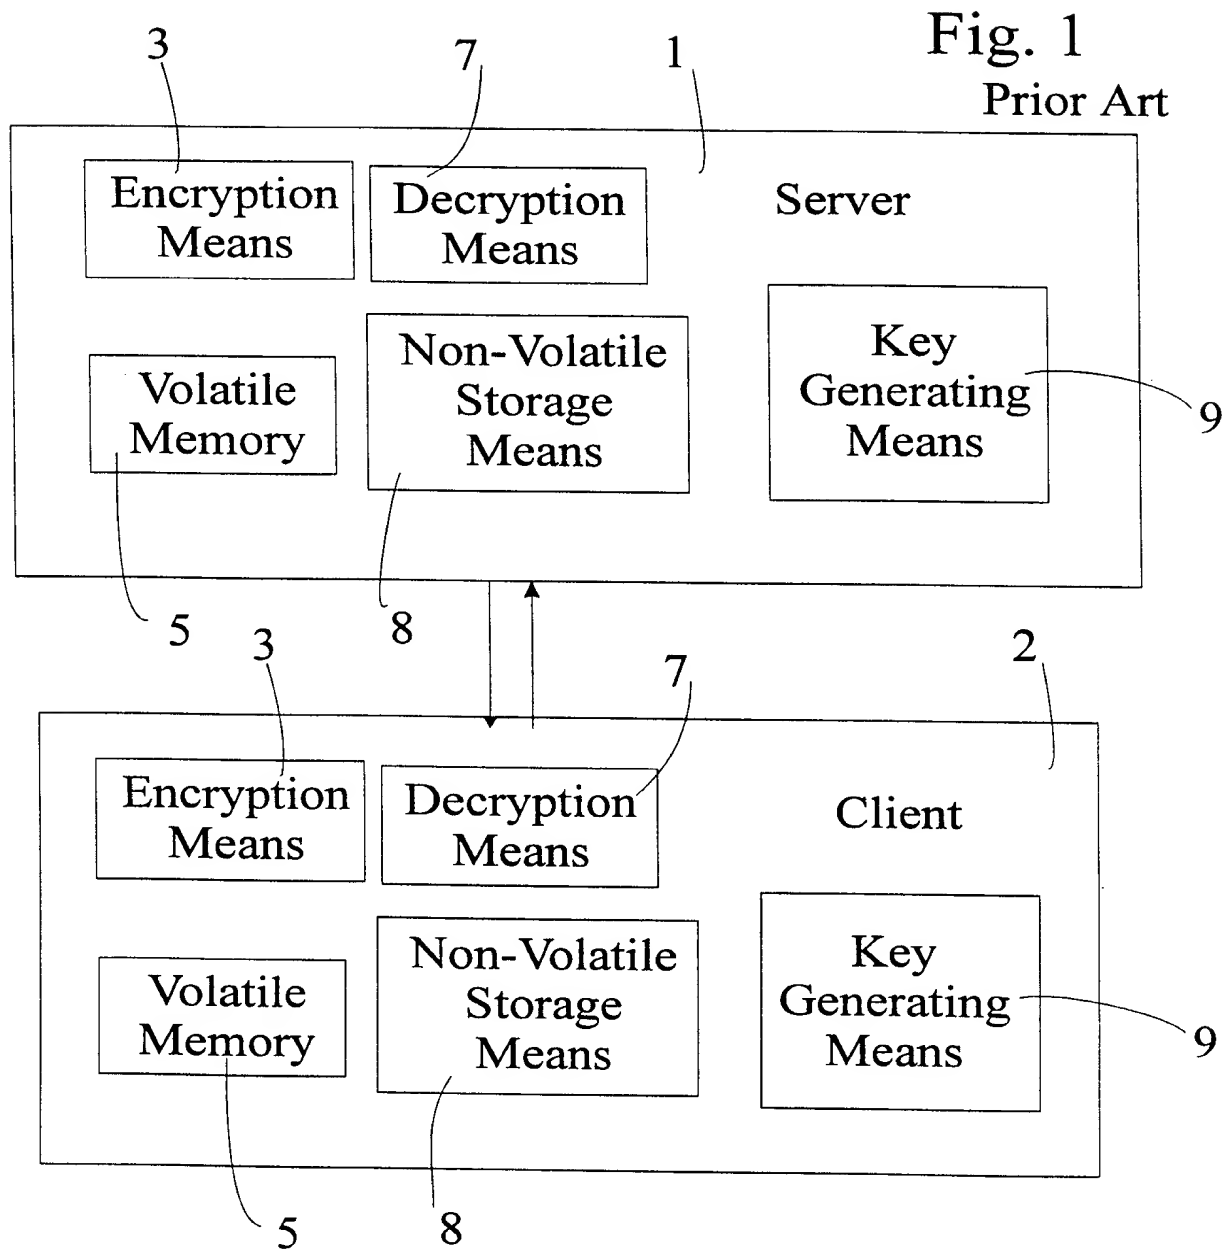 Fig. 1
Prior Art
3
7
1
Encryption
Means
Decryption
Means
Server
Volatile
Memory
Non-Volatile
Storage
Means
Key
Generating
Means
9
5
8
3
7
2
Encryption
Means
Decryption
Means
Client
Volatile
Memory
Non-Volatile
Storage
Means
Key
Generating
Means
9
5
8